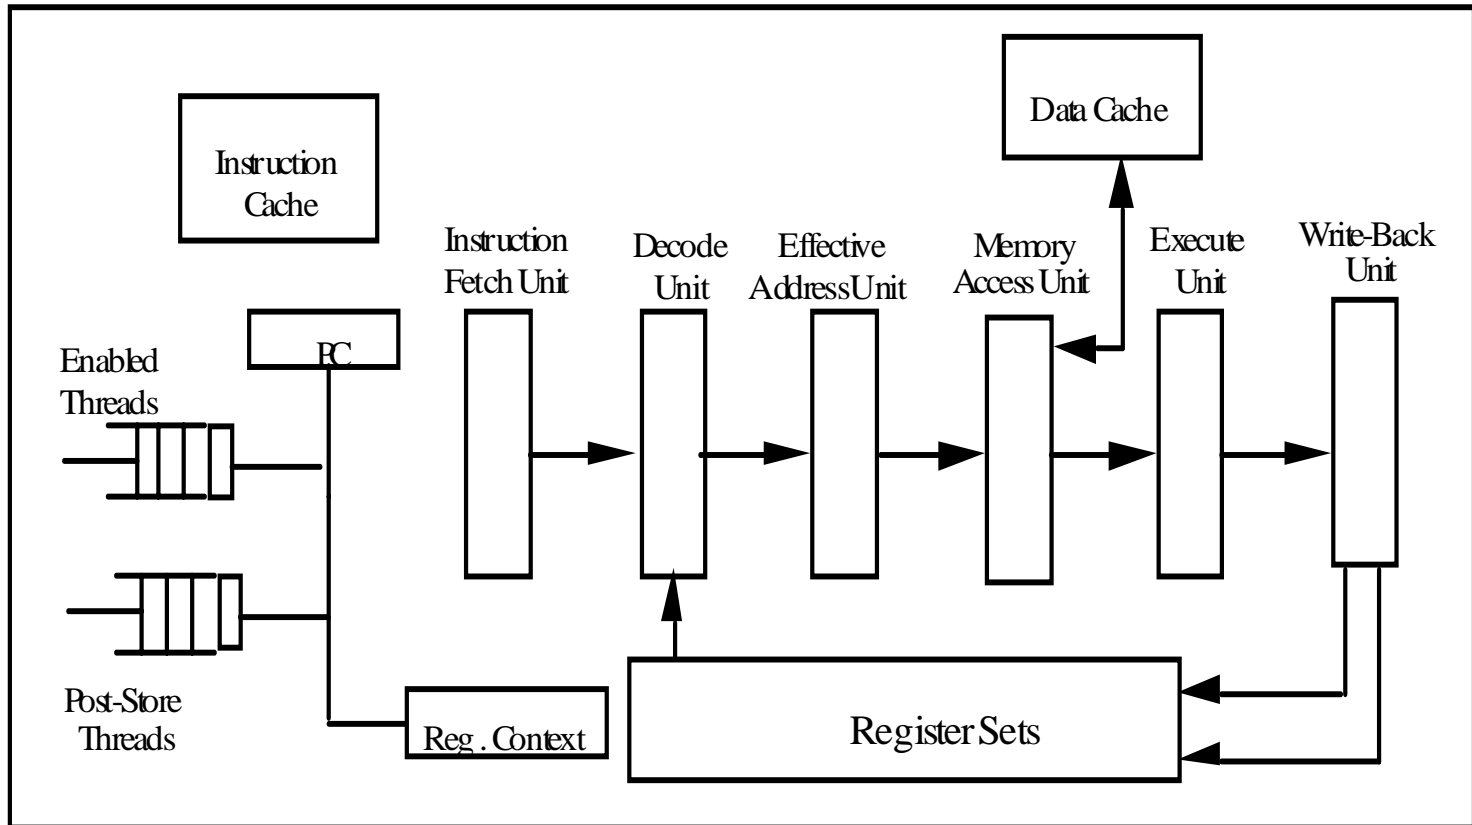 Data Cache
Instruction
Cache
Instruction
Fetch Unit
Decode
Unit
Effective
Address Unit
Memory
Access Unit
Execute
Unit
Write-Back
Unit
PC
Enabled
Threads
Post-Store
Threads
Reg. Context
Register Sets